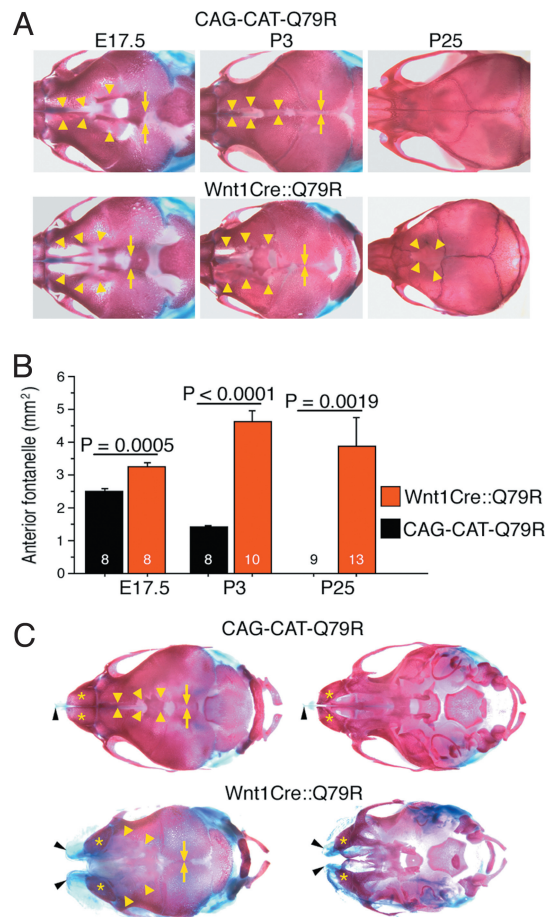 A
CAG-CAT-Q79R
E17.5 P3 P25
Wnt1Cre::Q79R
B
Anterior fontanelle (mm²)
6
5
4
3
2
1
0
P = 0.0005
P < 0.0001
P = 0.0019
8 8 8 10 9 13
E17.5 P3 P25
Wnt1Cre::Q79R
CAG-CAT-Q79R
C
CAG-CAT-Q79R
* *
* *
Wnt1Cre::Q79R
* *
* *